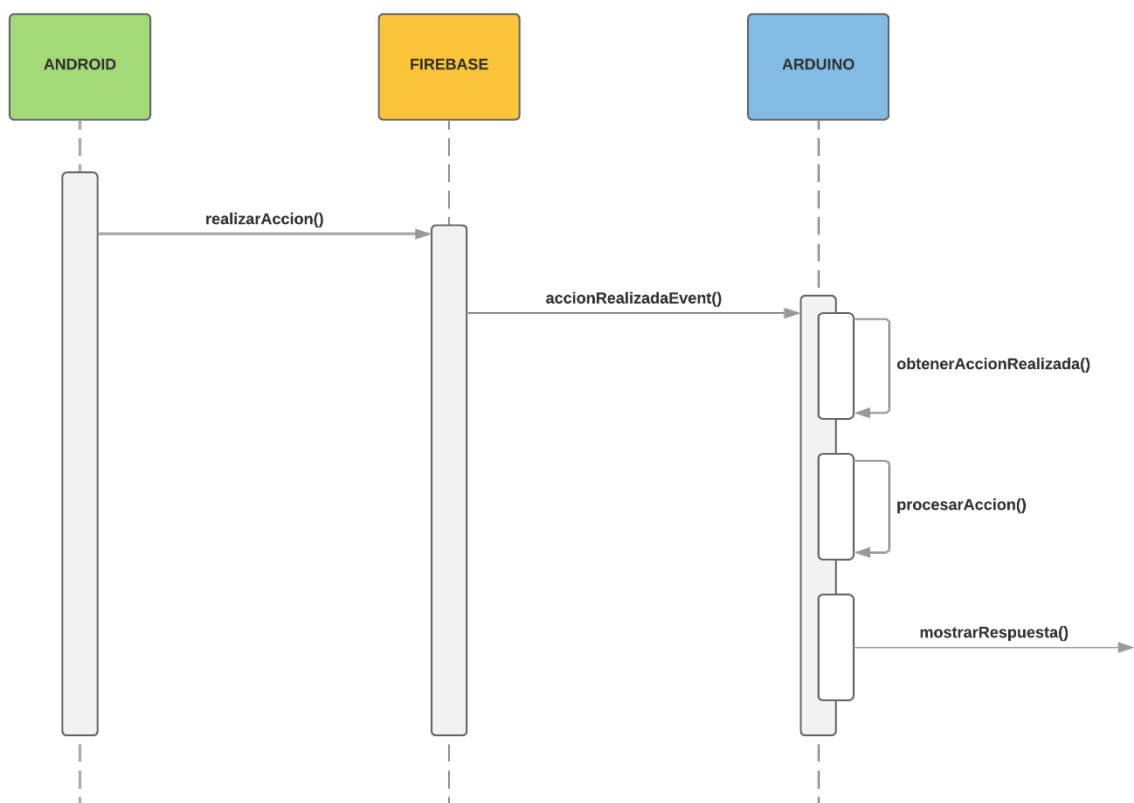 ANDROID
FIREBASE
ARDUINO
realizarAccion()
accionRealizadaEvent()
obtenerAccionRealizada()
procesarAccion()
mostrarRespuesta()